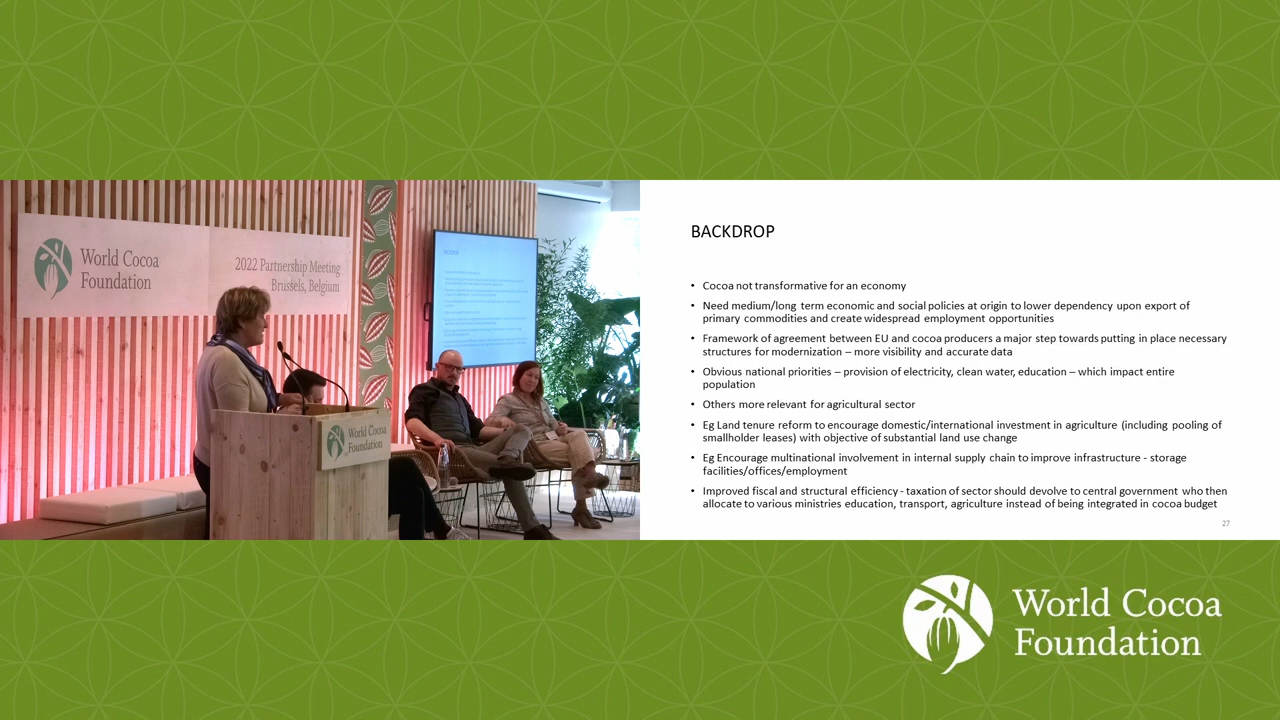 World Cocoa
Foundation
2022 Partnership Meeting
Brussels, Belgium
World Cocoa
Foundation
BACKDROP
• Cocoa not transformative for an economy
• Need medium/long term economic and social policies at origin to lower dependency upon export of
primary commodities and create widespread employment opportunities
• Framework of agreement between EU and cocoa producers a major step towards putting in place necessary
structures for modernization – more visibility and accurate data
• Obvious national priorities – provision of electricity, clean water, education – which impact entire
population
• Others more relevant for agricultural sector
• Eg Land tenure reform to encourage domestic/international investment in agriculture (including pooling of
smallholder leases) with objective of substantial land use change
• Eg Encourage multinational involvement in internal supply chain to improve infrastructure - storage
facilities/offices/employment
• Improved fiscal and structural efficiency - taxation of sector should devolve to central government who then
allocate to various ministries education, transport, agriculture instead of being integrated in cocoa budget
27
World Cocoa
Foundation